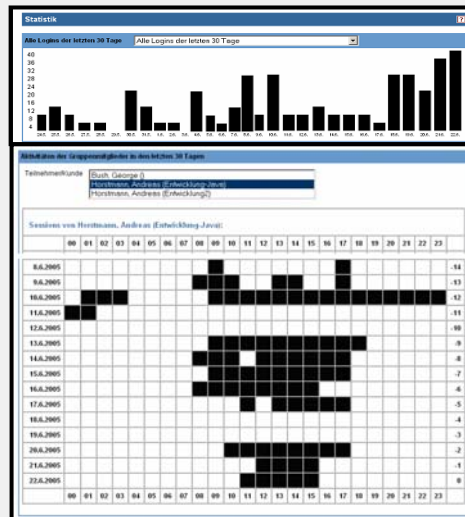 Statistik
?
Alle Logins der letzten 30 Tage
Alle Logins der letzten 30 Tage
40
36
32
28
24
20
16
12
8
4
Aktivitäten der Gruppenmitglieder in den letzten 30 Tagen
Teilnehmer/Kunde
Bush, George ()
Horstmann, Andreas (Entwicklung-Java)
Horstmann, Andreas (Entwicklung2)
Sessions von Horstmann, Andreas (Entwicklung-Java):
00 01 02 03 04 05 06 07 08 09 10 11 12 13 14 15 16 17 18 19 20 21 22 23
8.6.2005 -14
9.6.2005 -13
10.6.2005 -12
11.6.2005 -11
12.6.2005
13.6.2005 -9
14.6.2005 -8
15.6.2005 -7
16.6.2005 -6
17.6.2005 -5
18.6.2005 -4
19.6.2005 -3
20.6.2005 -2
21.6.2005 -1
22.6.2005 0
00 01 02 03 04 05 06 07 08 09 10 11 12 13 14 15 16 17 18 19 20 21 22 23